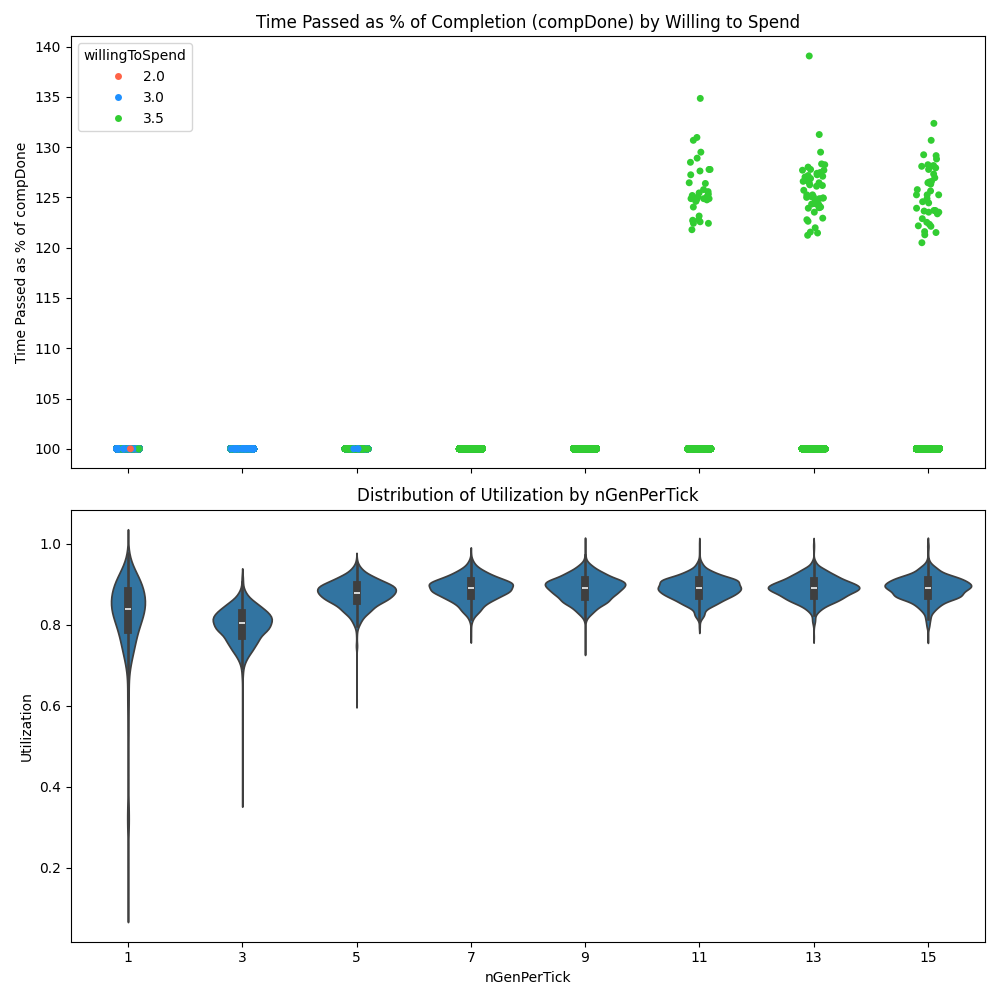 Time Passed as % of Completion (compDone) by Willing to Spend
140
135
130
125
120
115
110
105
100
Time Passed as % of compDone
willingToSpend
2.0
3.0
3.5
Distribution of Utilization by nGenPerTick
1.0
0.8
0.6
0.4
0.2
Utilization
1 3 5 7 9 11 13 15
nGenPerTick